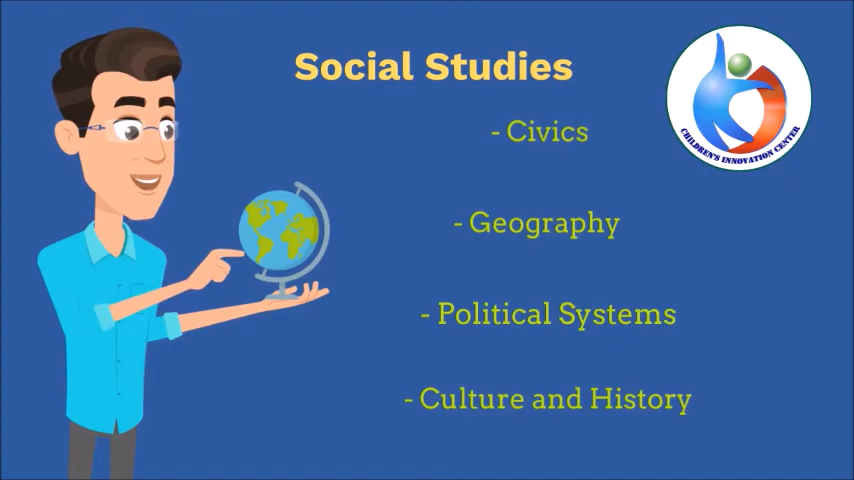 Social Studies
- Civics
CHILDREN'S INNOVATION CENTER
- Geography
- Political Systems
- Culture and History